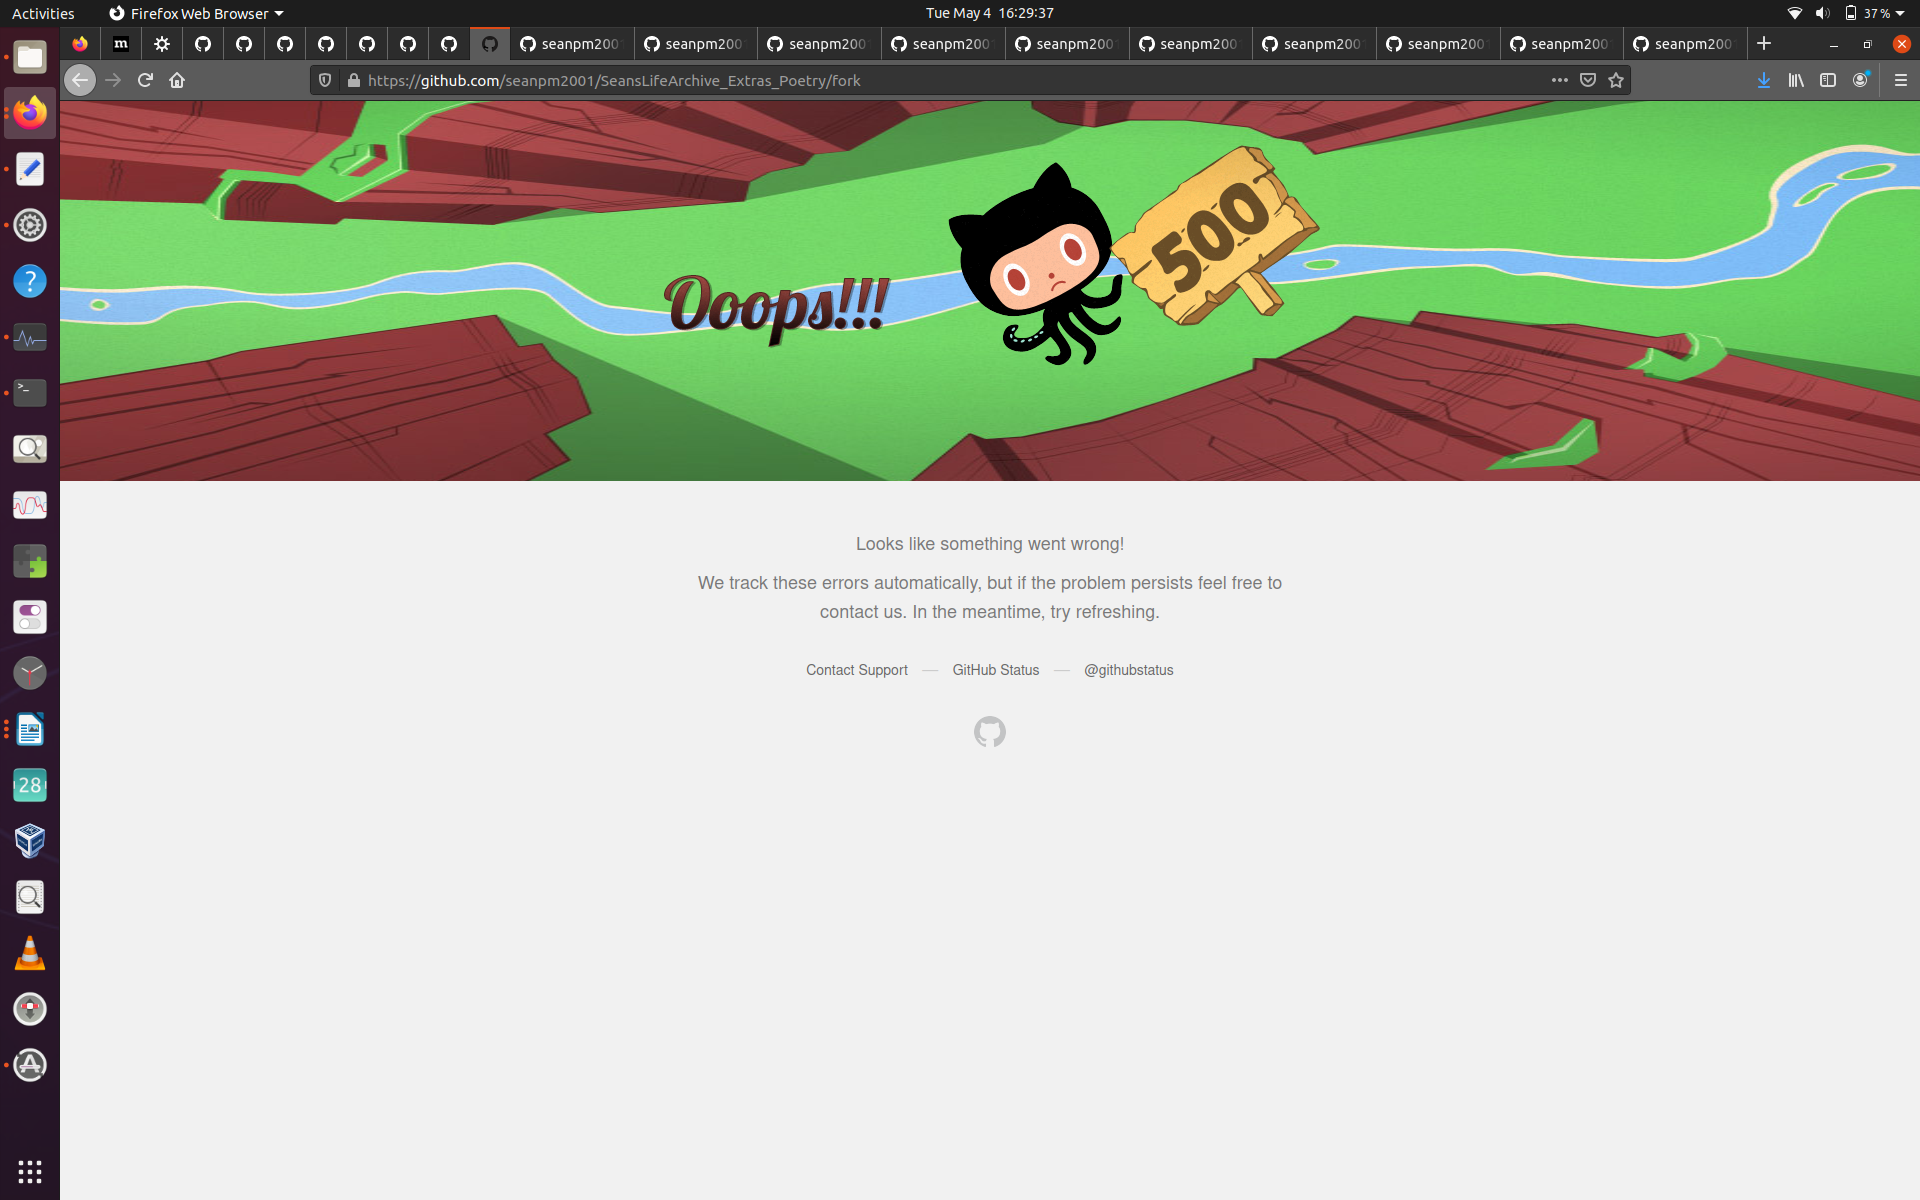 Activities
Firefox Web Browser
Tue May 4 16:29:37
37 %
m
seanpm200
seanpm200
seanpm200
seanpm200
seanpm200
seanpm200
seanpm200
seanpm200
seanpm200
seanpm200
https://github.com/seanpm2001/SeansLifeArchive_Extras_Poetry/fork
500
Ooops!!!
Looks like something went wrong!
We track these errors automatically, but if the problem persists feel free to
contact us. In the meantime, try refreshing.
Contact Support — GitHub Status — @githubstatus
?
>_
28
A